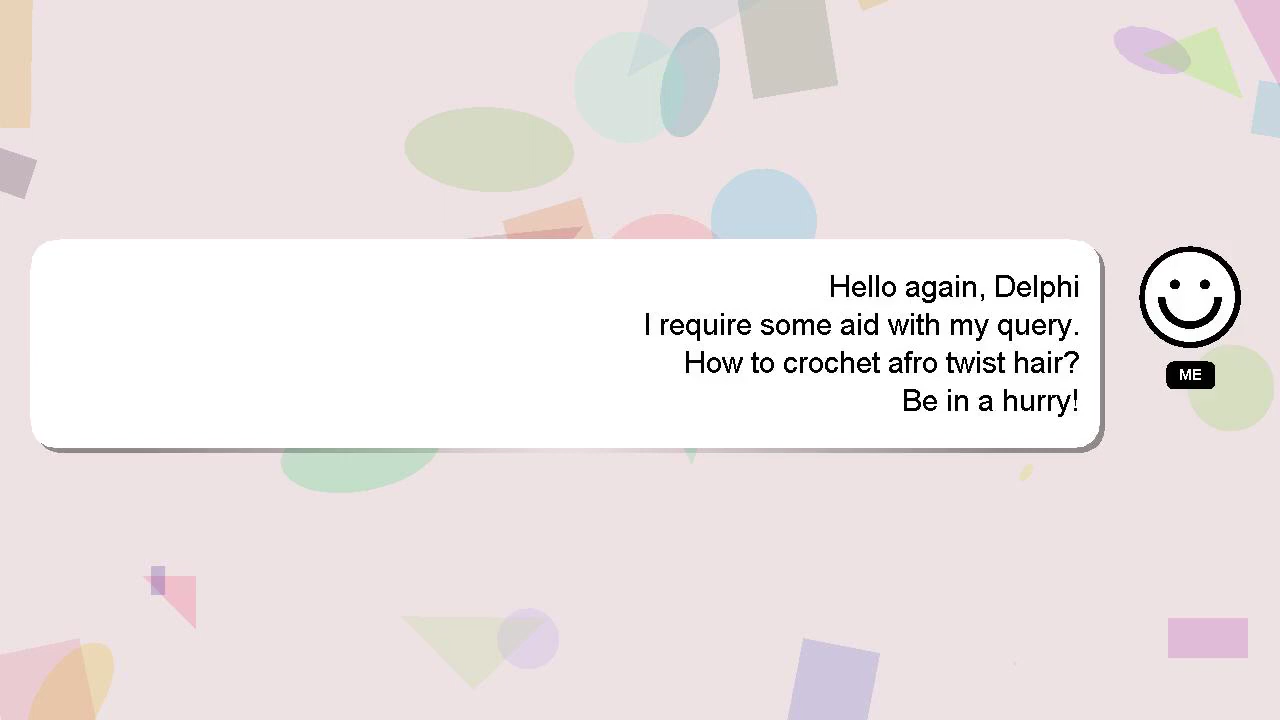 Hello again, Delphi
I require some aid with my query.
How to crochet afro twist hair?
Be in a hurry!
ME